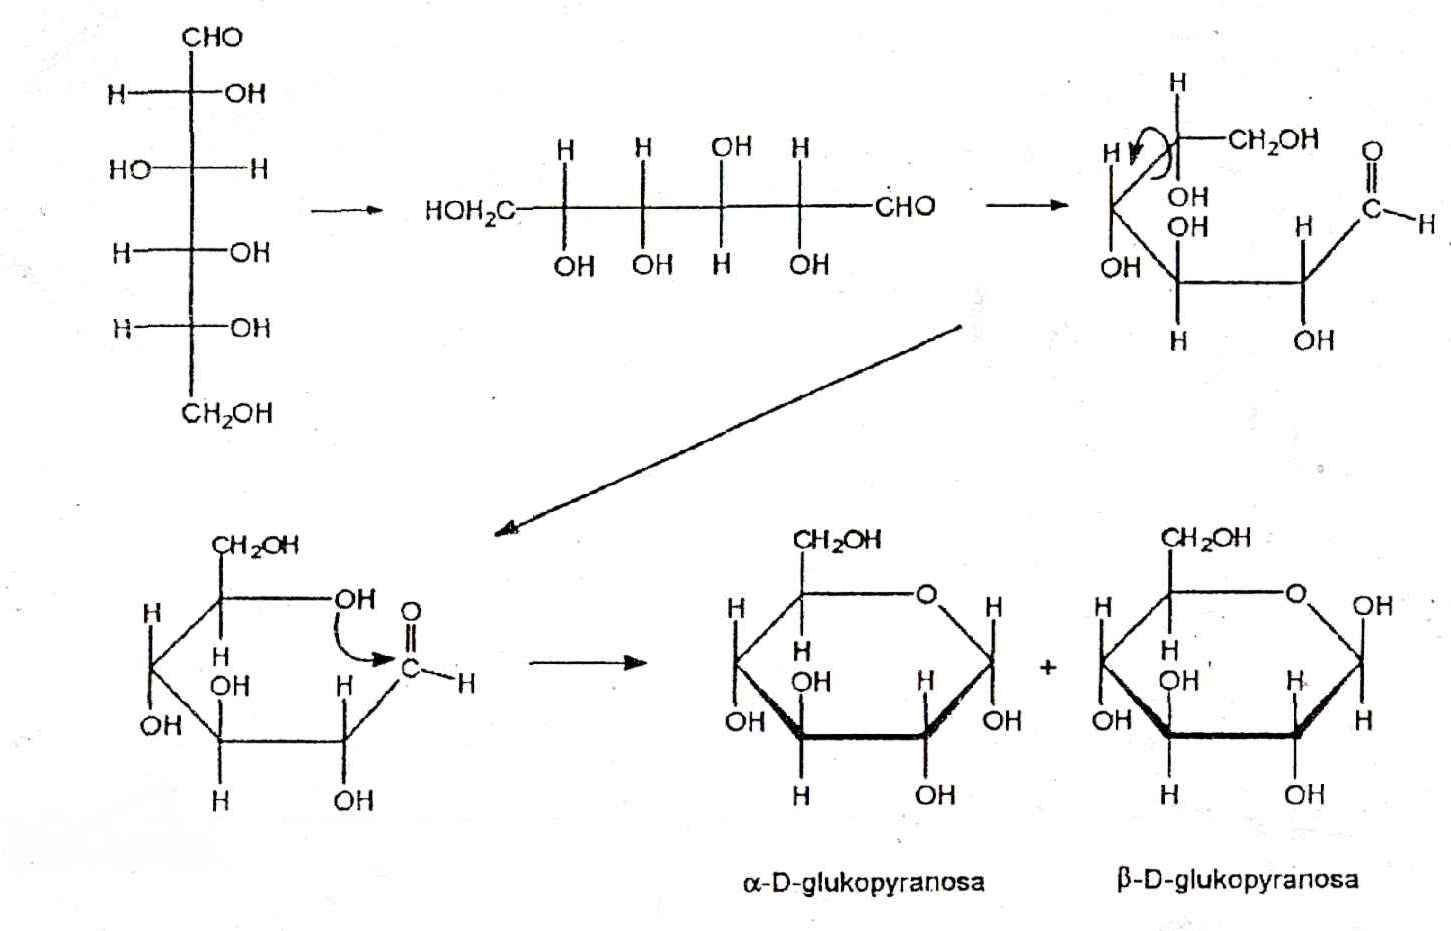 CHO
H OH
HO H
H OH
H OH
CH₂OH
H H OH H
HOH₂C CHO
OH OH H OH
H
H CH₂OH O
OH C H
OH H
OH
H OH
CH₂OH
H OH O
H C H
OH H
OH
H OH
CH₂OH
H O H
H
OH H
OH OH
H OH
α-D-glukopyranosa
+
CH₂OH
H O OH
H
OH H
OH H
H OH
β-D-glukopyranosa